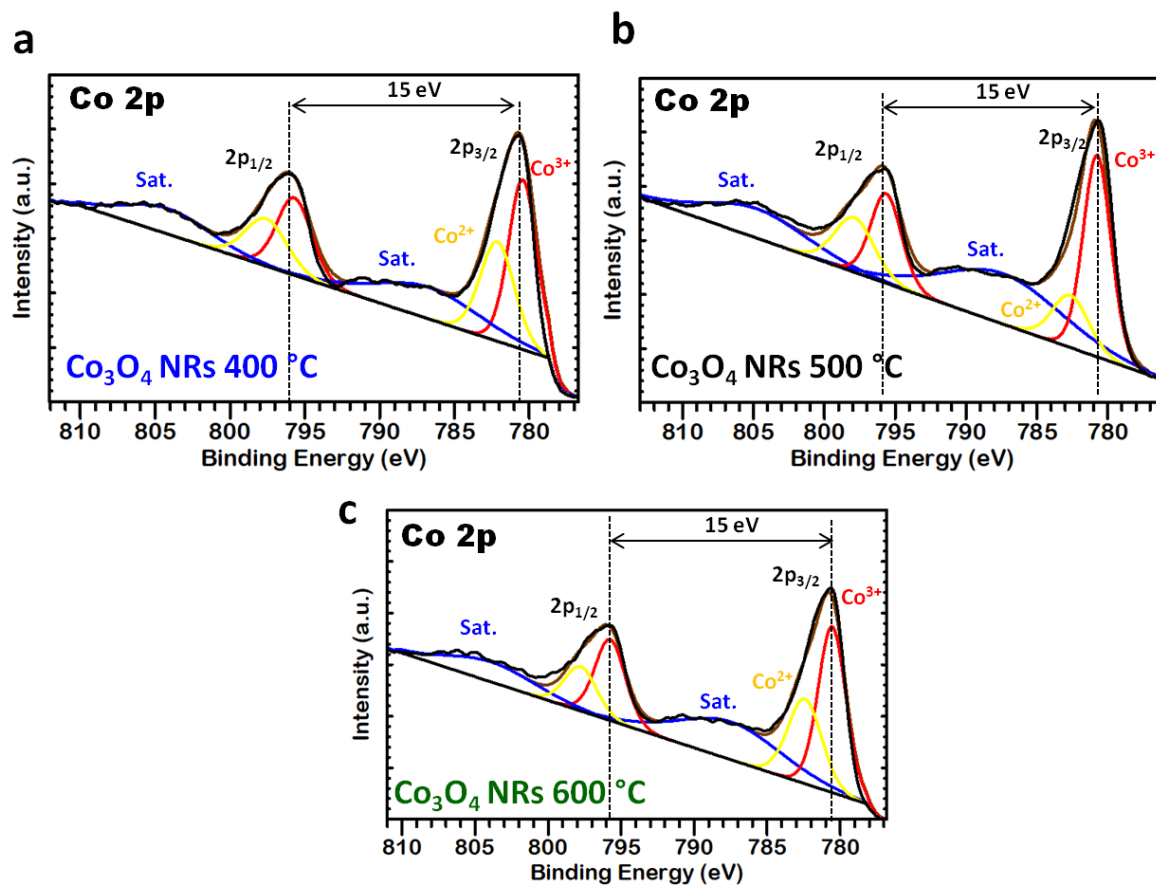 a
Co 2p
15 eV
2p₁/₂
2p₃/₂
Co³⁺
Sat.
Co²⁺
Sat.
Co₃O₄ NRs 400 °C
Intensity (a.u.)
810 805 800 795 790 785 780
Binding Energy (eV)
b
Co 2p
15 eV
2p₁/₂
2p₃/₂
Co³⁺
Sat.
Sat.
Co²⁺
Co₃O₄ NRs 500 °C
Intensity (a.u.)
810 805 800 795 790 785 780
Binding Energy (eV)
c
Co 2p
15 eV
2p₁/₂
2p₃/₂
Co³⁺
Sat.
Co²⁺
Sat.
Co₃O₄ NRs 600 °C
Intensity (a.u.)
810 805 800 795 790 785 780
Binding Energy (eV)